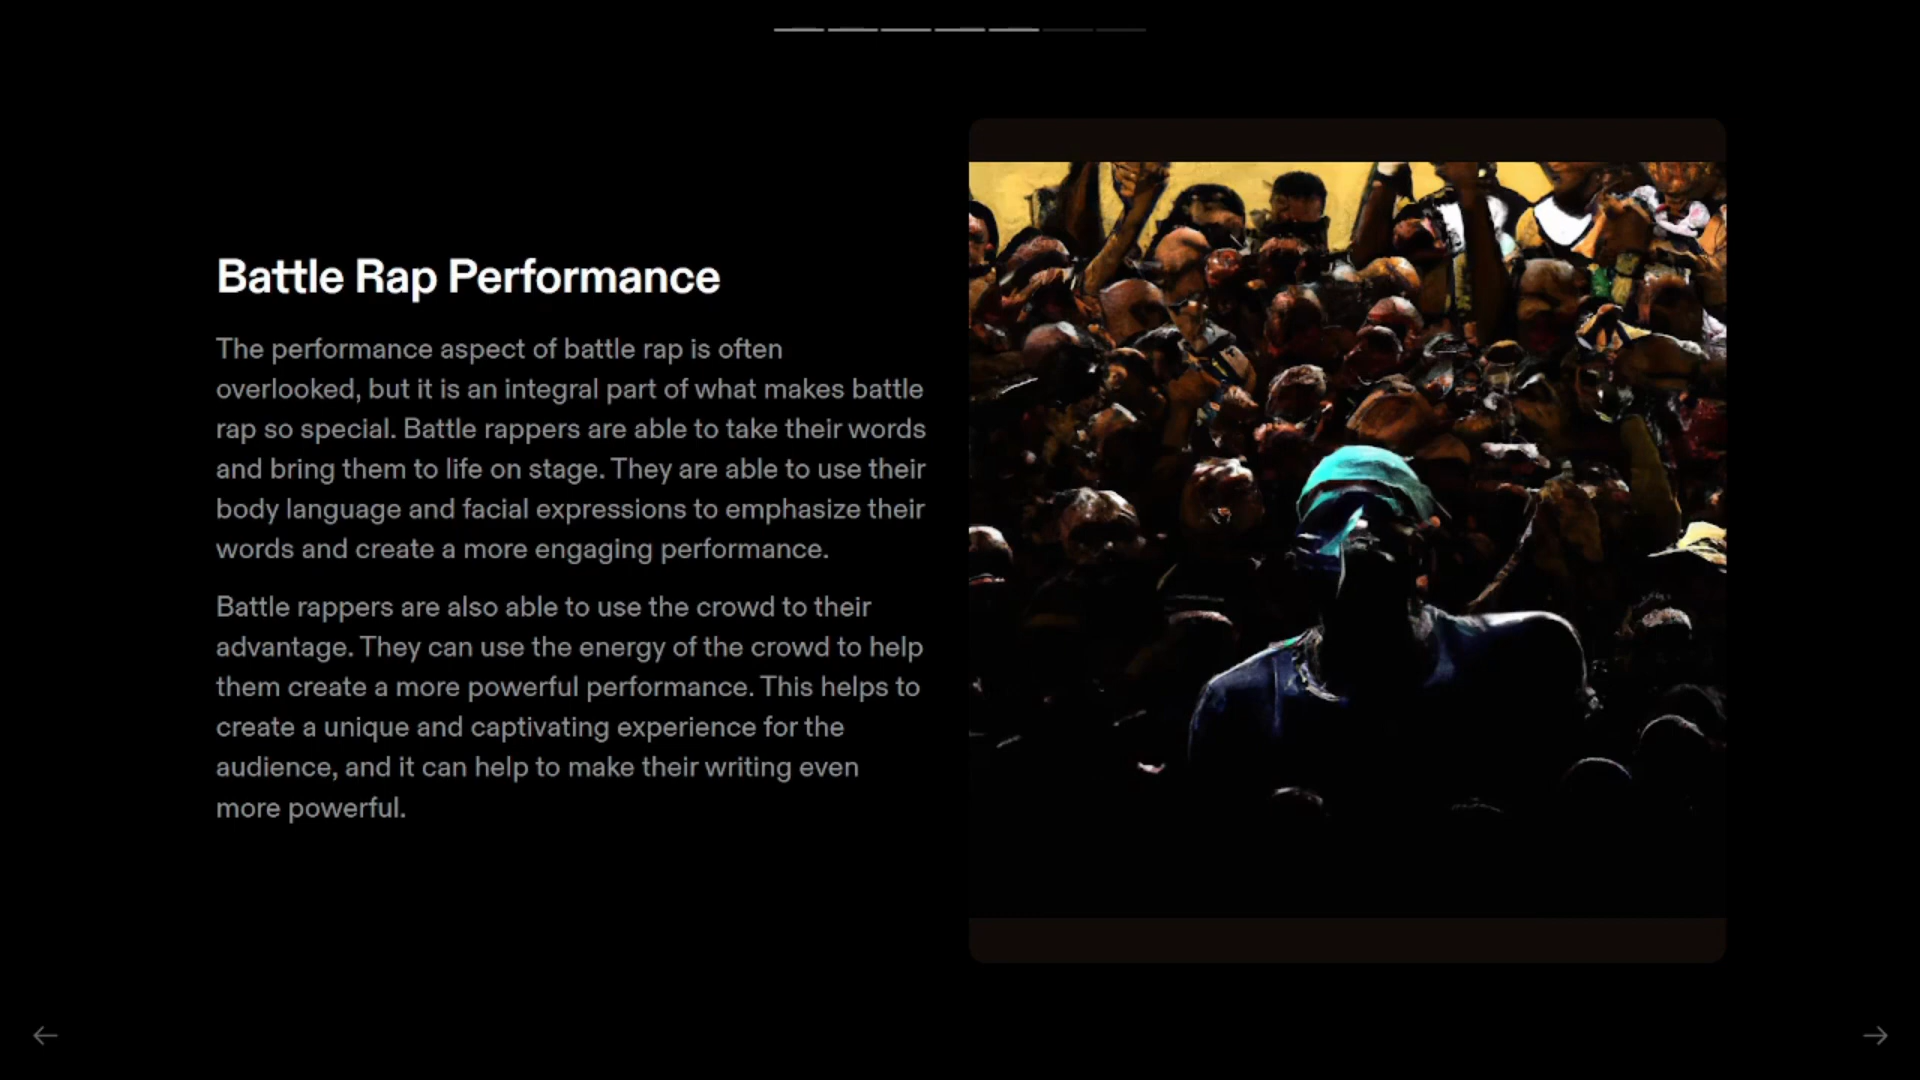 Battle Rap Performance
The performance aspect of battle rap is often
overlooked, but it is an integral part of what makes battle
rap so special. Battle rappers are able to take their words
and bring them to life on stage. They are able to use their
body language and facial expressions to emphasize their
words and create a more engaging performance.
Battle rappers are also able to use the crowd to their
advantage. They can use the energy of the crowd to help
them create a more powerful performance. This helps to
create a unique and captivating experience for the
audience, and it can help to make their writing even
more powerful.